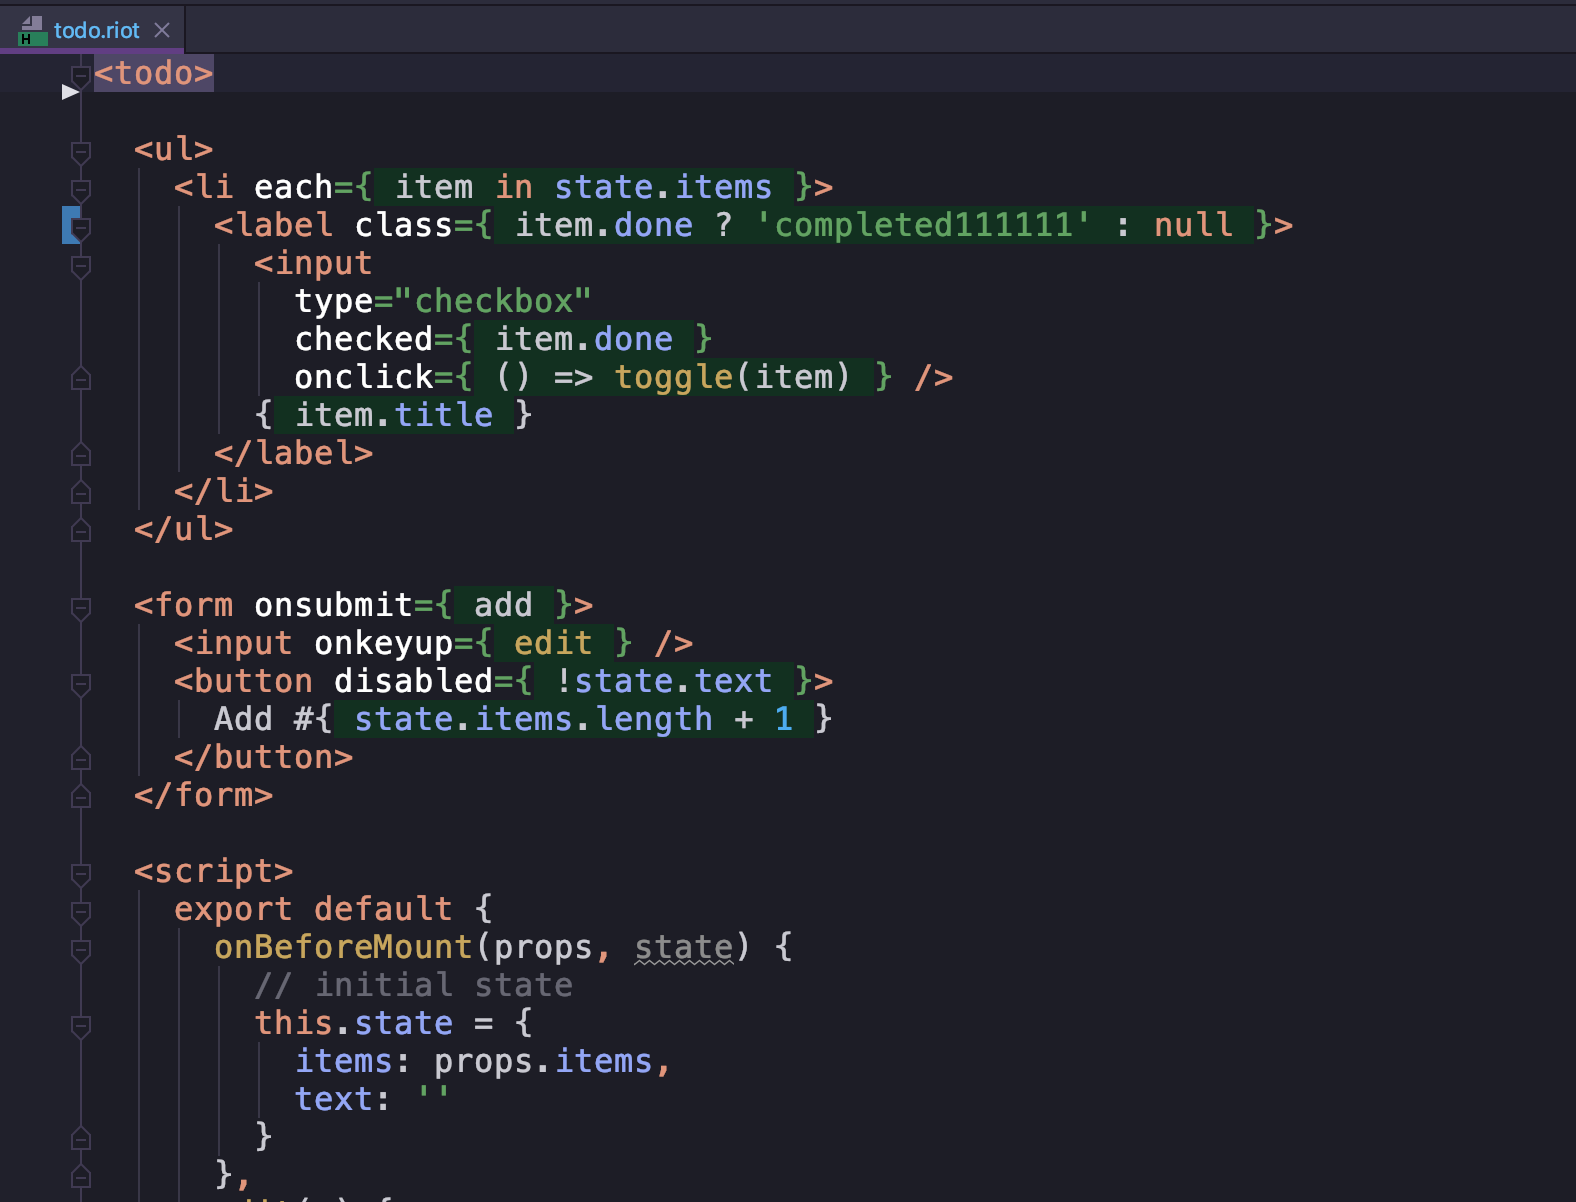 todo.riot
<todo>
<ul>
<li each={ item in state.items }>
<label class={ item.done ? 'completed111111' : null }>
<input
type="checkbox"
checked={ item.done }
onclick={ () => toggle(item) } />
{ item.title }
</label>
</li>
</ul>
<form onsubmit={ add }>
<input onkeyup={ edit } />
<button disabled={ !state.text }>
Add #{ state.items.length + 1 }
</button>
</form>
<script>
export default {
onBeforeMount(props, state) {
// initial state
this.state = {
items: props.items,
text: ''
}
},